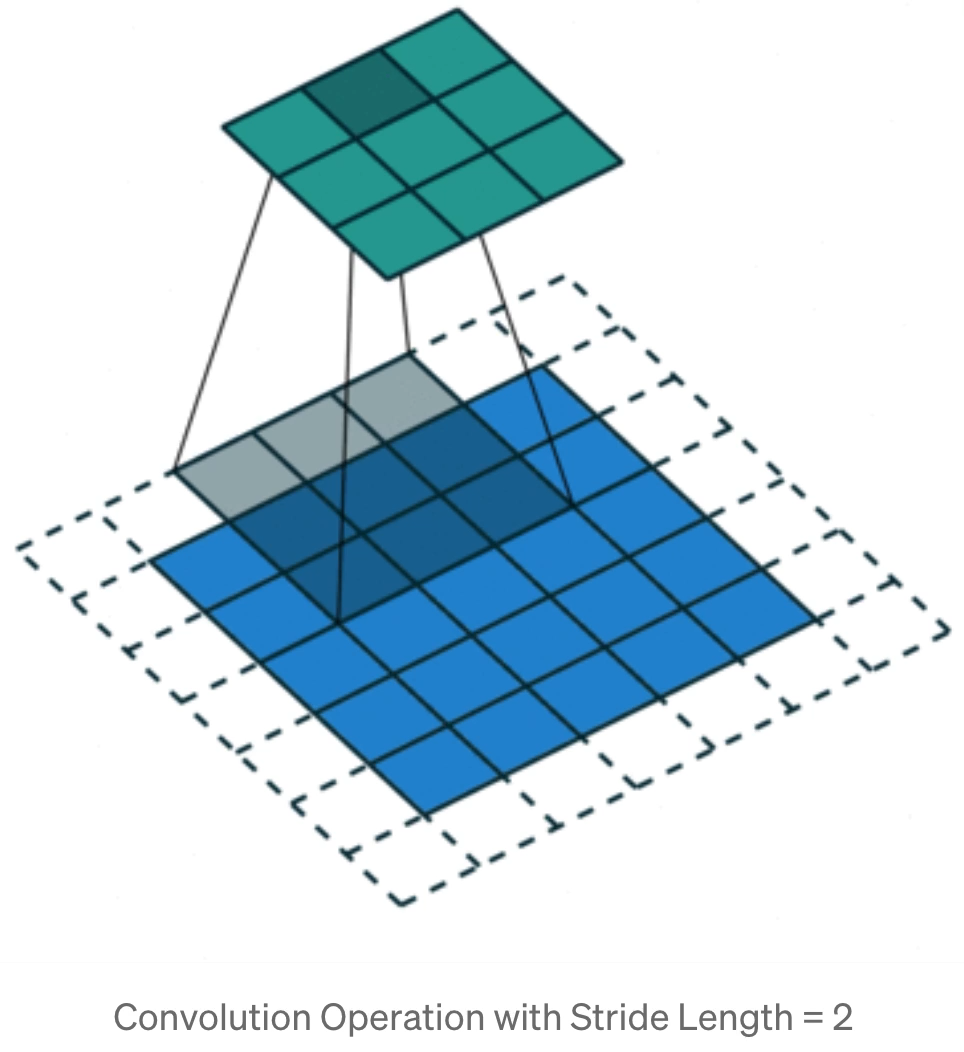 Convolution Operation with Stride Length = 2